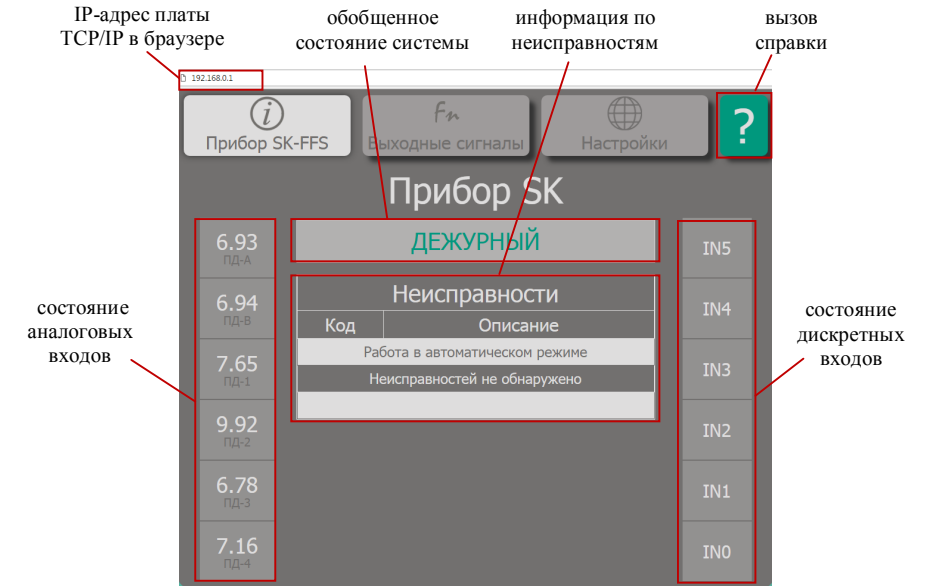 IP-адрес платы
TCP/IP в браузере
обобщенное
состояние системы
информация по
неисправностям
вызов
справки
192.168.0.1
i
Прибор SK-FFS
Fn
Выходные сигналы
Настройки
?
Прибор SK
ДЕЖУРНЫЙ
Неисправности
Код Описание
Работа в автоматическом режиме
Неисправностей не обнаружено
состояние
аналоговых
входов
6.93
ПД-А
6.94
ПД-В
7.65
ПД-1
9.92
ПД-2
6.78
ПД-3
7.16
ПД-4
IN5
IN4
IN3
IN2
IN1
IN0
состояние
дискретных
входов